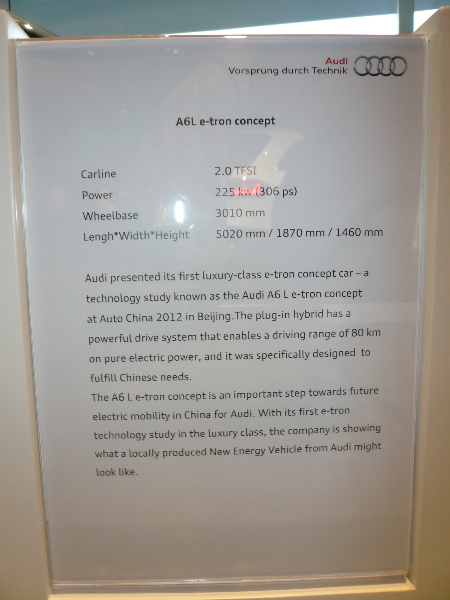 Audi
Vorsprung durch Technik
A6L e-tron concept
Carline 2.0 TFSI
Power 225 kw (306 ps)
Wheelbase 3010 mm
Lengh*Width*Height 5020 mm / 1870 mm / 1460 mm
Audi presented its first luxury-class e-tron concept car – a
technology study known as the Audi A6 L e-tron concept
at Auto China 2012 in Beijing.The plug-in hybrid has a
powerful drive system that enables a driving range of 80 km
on pure electric power, and it was specifically designed to
fulfill Chinese needs.
The A6 L e-tron concept is an important step towards future
electric mobility in China for Audi. With its first e-tron
technology study in the luxury class, the company is showing
what a locally produced New Energy Vehicle from Audi might
look like.